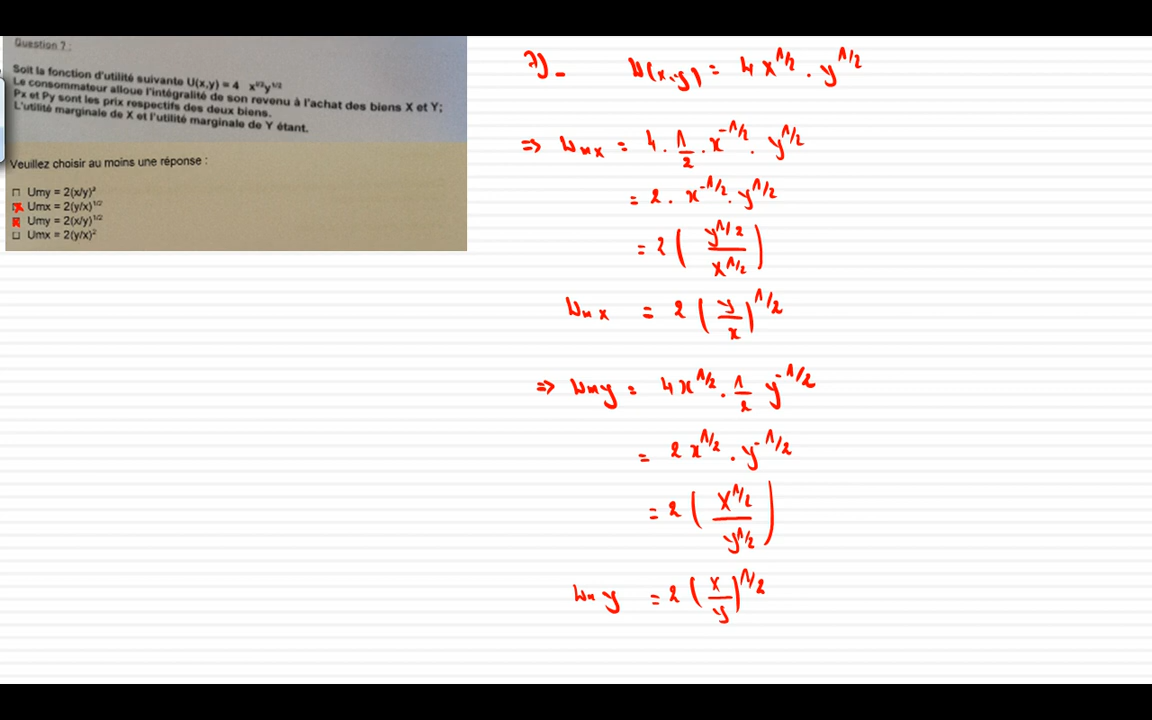 Question 7 :
Soit la fonction d'utilité suivante U(x,y) = 4 x^1/2 y^1/2
Le consommateur alloue l'intégralité de son revenu à l'achat des biens X et Y;
Px et Py sont les prix respectifs des deux biens.
L'utilité marginale de X et l'utilité marginale de Y étant.
Veuillez choisir au moins une réponse :
Umy = 2(x/y)²
Umx = 2(y/x)^1/2
Umy = 2(x/y)^1/2
Umx = 2(y/x)²
7)_ U(x,y) = 4x^1/2 . y^1/2
=> Umx = 4 . 1/2 . x^-1/2 . y^1/2
= 2 . x^-1/2 . y^1/2
= 2 ( y^1/2 / x^1/2 )
Umx = 2 ( y/x )^1/2
=> Umy = 4x^1/2 . 1/2 y^-1/2
= 2x^1/2 . y^-1/2
= 2 ( x^1/2 / y^1/2 )
Umy = 2 ( x/y )^1/2